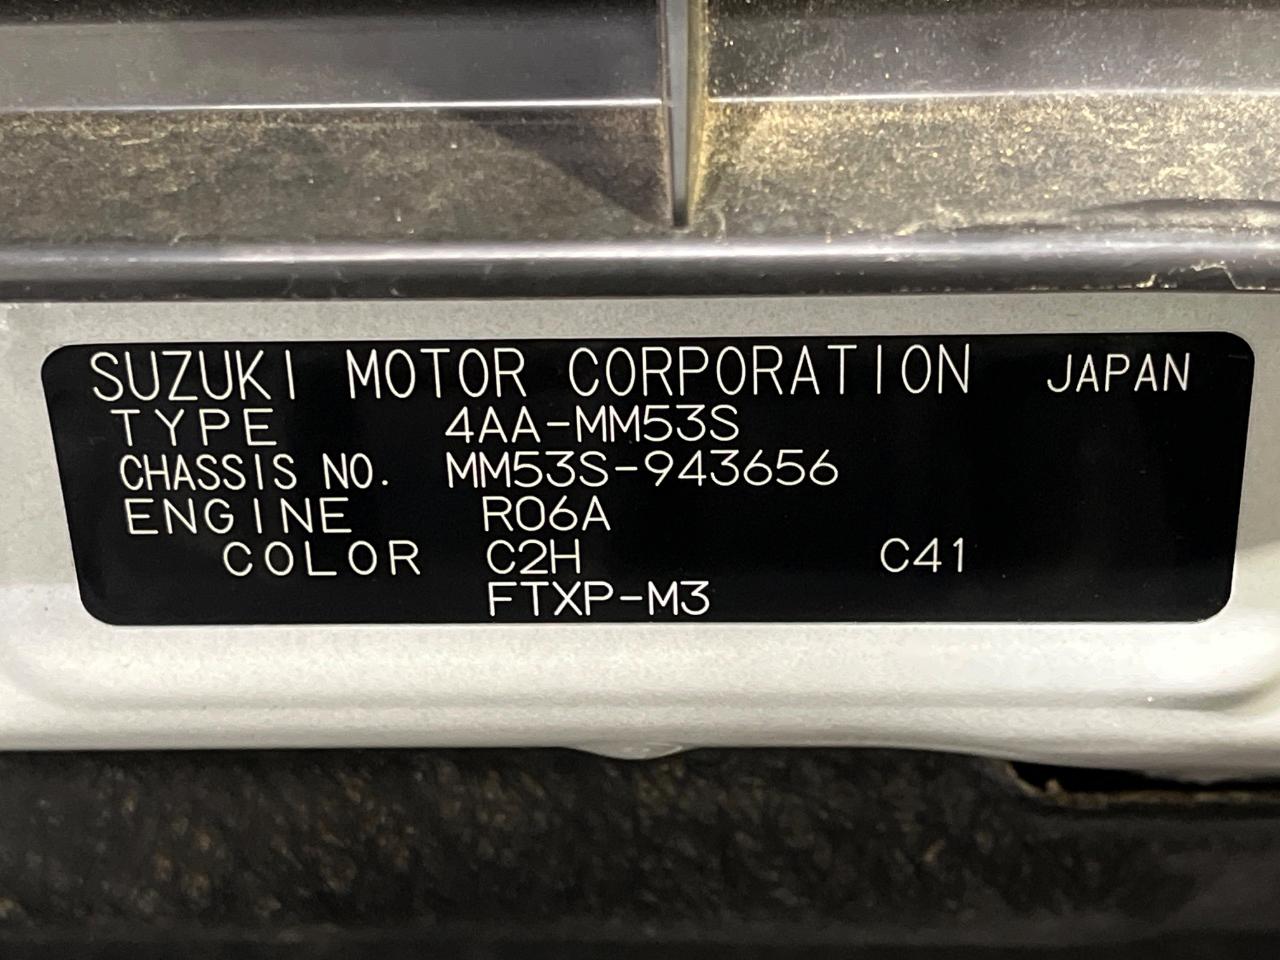 SUZUKI MOTOR CORPORATION JAPAN
TYPE 4AA-MM53S
CHASSIS NO. MM53S-943656
ENGINE R06A
COLOR C2H C41
FTXP-M3